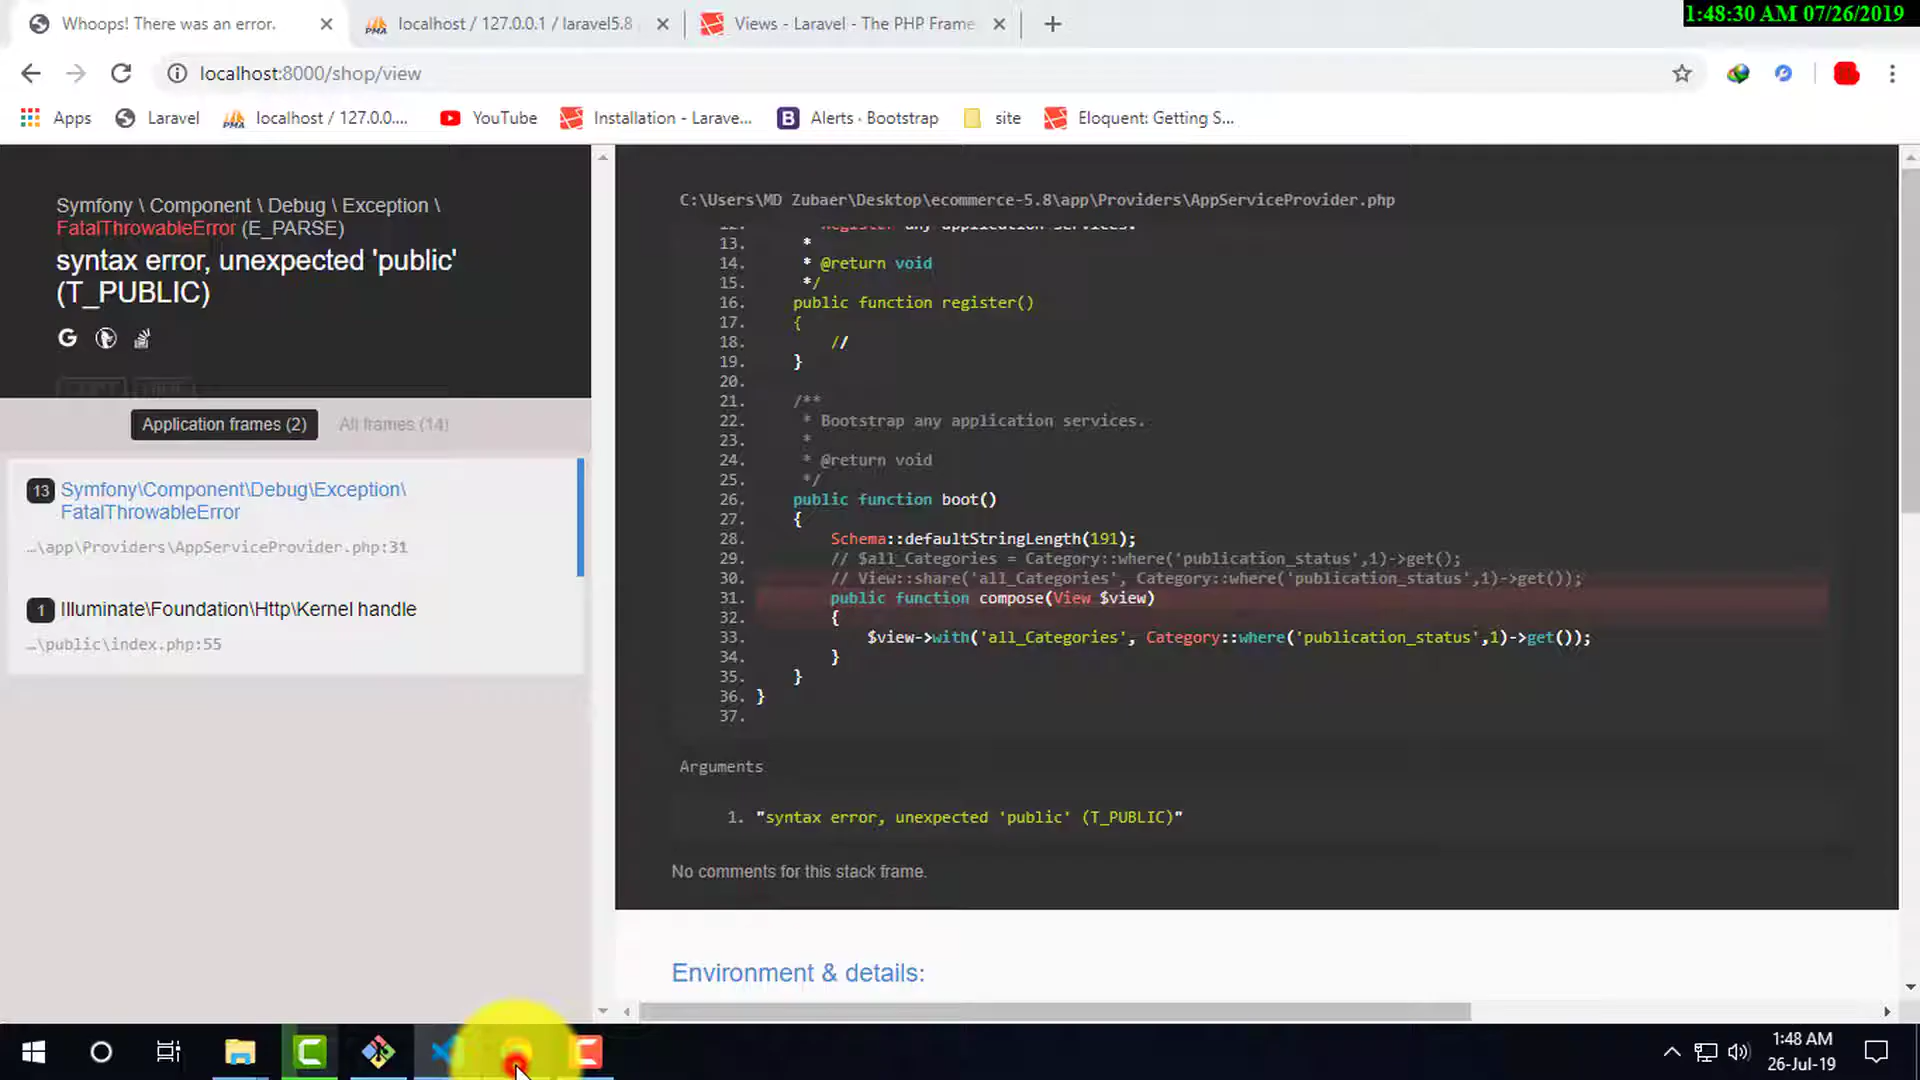 1:48:30 AM 07/26/2019
Whoops! There was an error.
localhost / 127.0.0.1 / laravel5.8
Views - Laravel - The PHP Frame
localhost:8000/shop/view
Apps
Laravel
localhost / 127.0.0....
YouTube
Installation - Larave...
Alerts · Bootstrap
site
Eloquent: Getting S...
Symfony \ Component \ Debug \ Exception \
FatalThrowableError (E_PARSE)
syntax error, unexpected 'public'
(T_PUBLIC)
Application frames (2)
All frames (14)
13 Symfony\Component\Debug\Exception\
FatalThrowableError
…\app\Providers\AppServiceProvider.php:31
1 Illuminate\Foundation\Http\Kernel handle
…\public\index.php:55
C:\Users\MD Zubaer\Desktop\ecommerce-5.8\app\Providers\AppServiceProvider.php
12. * Register any application services.
13. *
14. * @return void
15. */
16. public function register()
17. {
18. //
19. }
20.
21. /**
22. * Bootstrap any application services.
23. *
24. * @return void
25. */
26. public function boot()
27. {
28. Schema::defaultStringLength(191);
29. // $all_Categories = Category::where('publication_status',1)->get();
30. // View::share('all_Categories', Category::where('publication_status',1)->get());
31. public function compose(View $view)
32. {
33. $view->with('all_Categories', Category::where('publication_status',1)->get());
34. }
35. }
36. }
37.
Arguments
1. "syntax error, unexpected 'public' (T_PUBLIC)"
No comments for this stack frame.
Environment & details:
1:48 AM
26-Jul-19